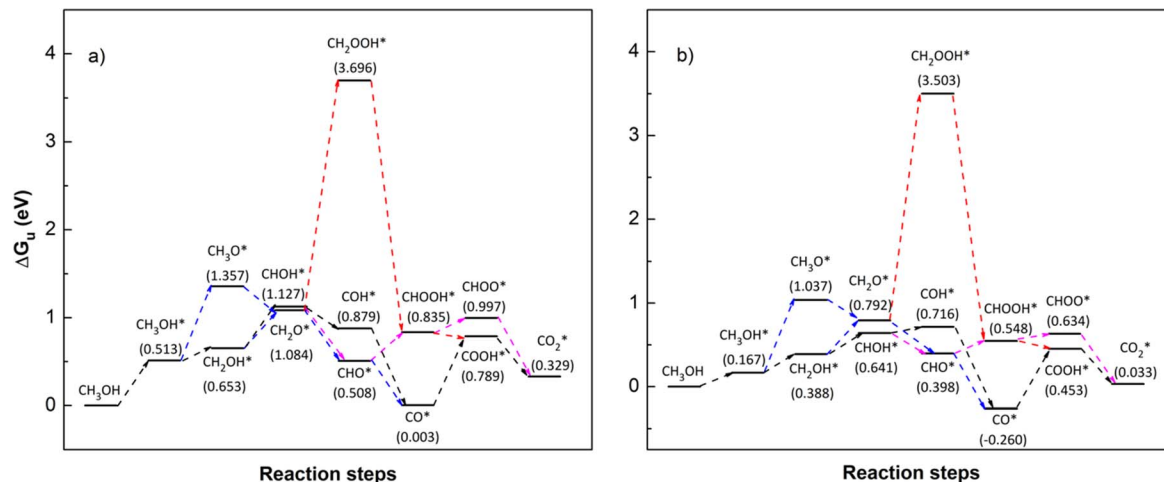 a)
ΔG_u (eV)
4
3
2
1
0
CH₂OOH*
(3.696)
CH₃O*
(1.357)
CHOH*
(1.127)
COH*
(0.879)
CHOOH*
(0.835)
CHOO*
(0.997)
CH₃OH*
(0.513)
CO₂*
(0.329)
CH₃OH
CH₂OH*
(0.653)
CH₂O*
(1.084)
CHO*
(0.508)
COOH*
(0.789)
CO*
(0.003)
Reaction steps
b)
4
3
2
1
0
CH₂OOH*
(3.503)
CH₃O*
(1.037)
CH₂O*
(0.792)
COH*
(0.716)
CHOOH*
(0.548)
CHOO*
(0.634)
CH₃OH*
(0.167)
CO₂*
(0.033)
CH₃OH
CH₂OH*
(0.388)
CHOH*
(0.641)
CHO*
(0.398)
COOH*
(0.453)
CO*
(-0.260)
Reaction steps